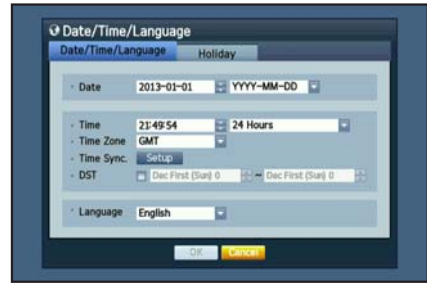 Date/Time/Language
Date/Time/Language Holiday
Date 2013-01-01 YYYY-MM-DD
Time 21:49:54 24 Hours
Time Zone GMT
Time Sync. Setup
DST Dec First (Sun) 0 ~ Dec First (Sun) 0
Language English
OK Cancel